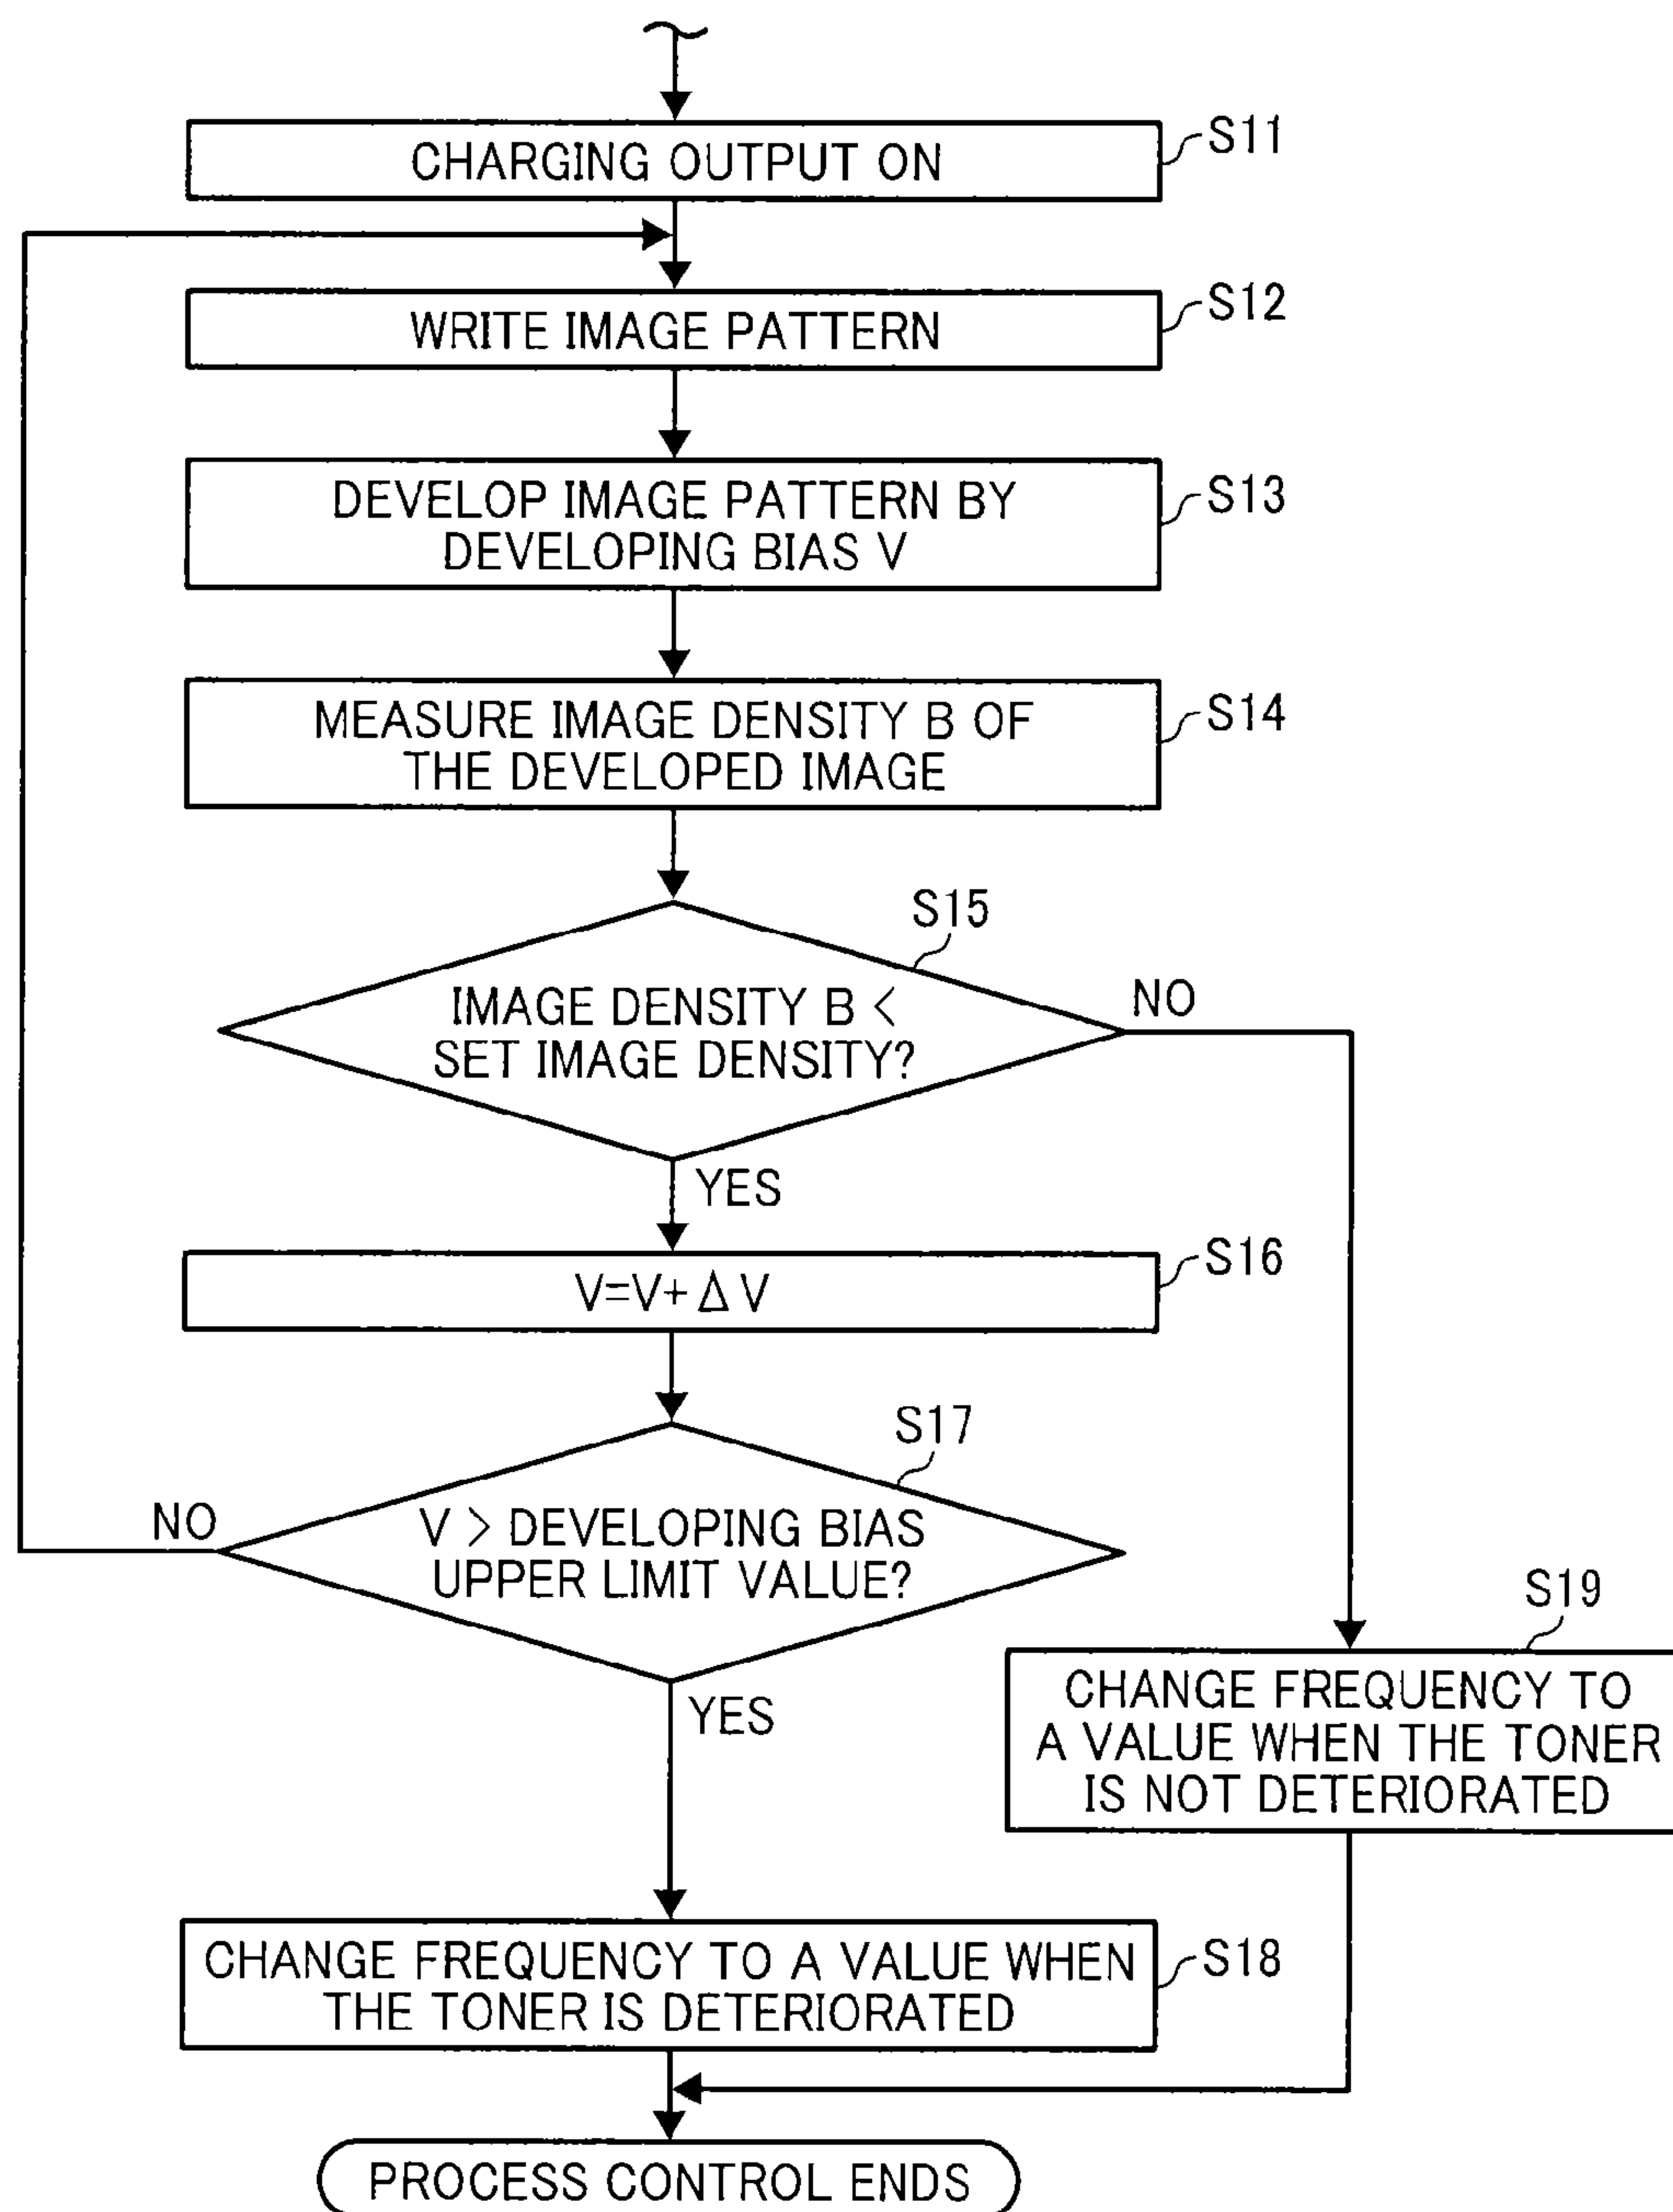 CHARGING OUTPUT ON
S11
WRITE IMAGE PATTERN
S12
DEVELOP IMAGE PATTERN BY
DEVELOPING BIAS V
S13
MEASURE IMAGE DENSITY B OF
THE DEVELOPED IMAGE
S14
S15
IMAGE DENSITY B <
SET IMAGE DENSITY?
NO
YES
V=V+ΔV
S16
S17
V > DEVELOPING BIAS
UPPER LIMIT VALUE?
NO
YES
S19
CHANGE FREQUENCY TO
A VALUE WHEN THE TONER
IS NOT DETERIORATED
CHANGE FREQUENCY TO A VALUE WHEN
THE TONER IS DETERIORATED
S18
PROCESS CONTROL ENDS